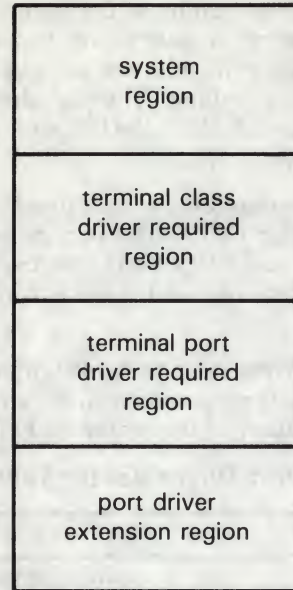 system
region
terminal class
driver required
region
terminal port
driver required
region
port driver
extension region